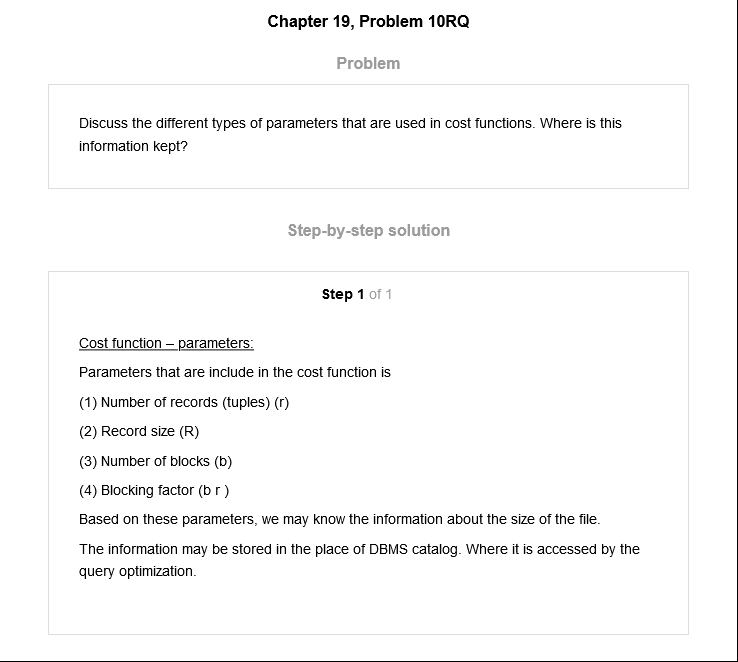 Chapter 19, Problem 10RQ
Problem
Discuss the different types of parameters that are used in cost functions. Where is this
information kept?
Step-by-step solution
Step 1 of 1
Cost function – parameters:
Parameters that are include in the cost function is
(1) Number of records (tuples) (r)
(2) Record size (R)
(3) Number of blocks (b)
(4) Blocking factor (b r )
Based on these parameters, we may know the information about the size of the file.
The information may be stored in the place of DBMS catalog. Where it is accessed by the
query optimization.